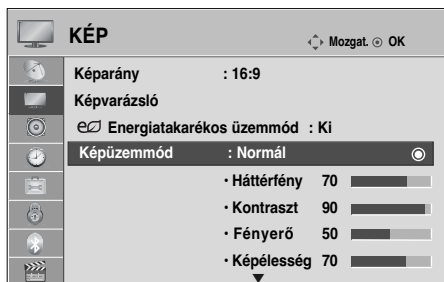 KÉP
Mozgat. OK
Képarány : 16:9
Képvarázsló
Energiatakarékos üzemmód : Ki
Képüzemmód : Normál
• Háttérfény 70
• Kontraszt 90
• Fényerő 50
• Képélesség 70